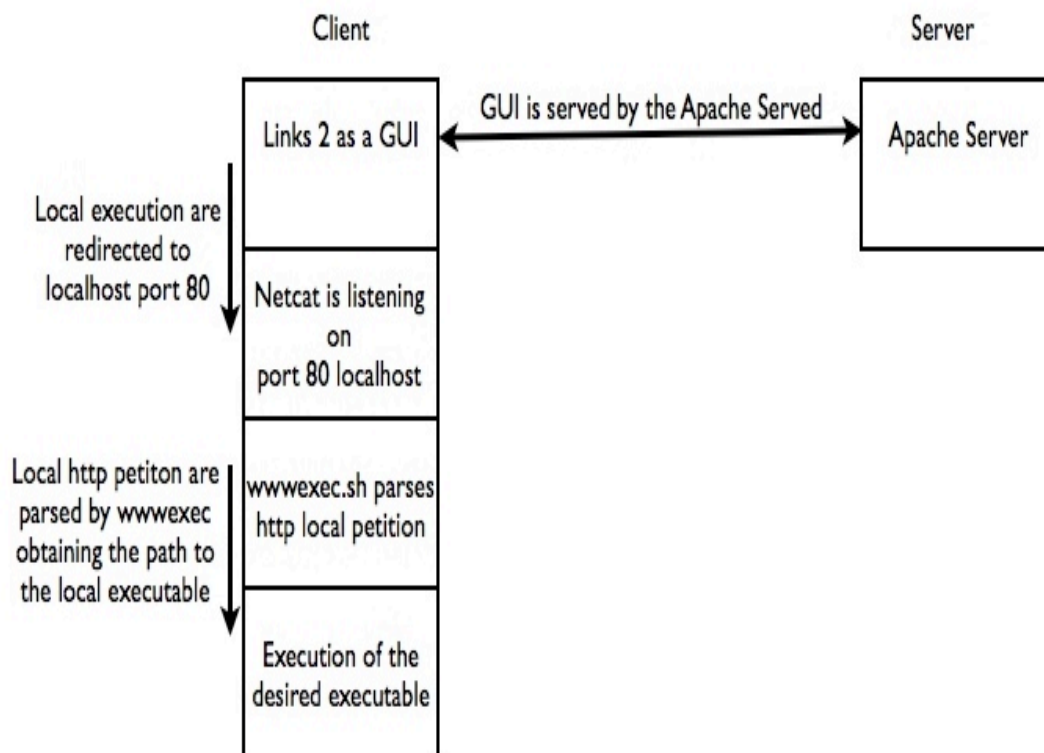 Client
Server
Links 2 as a GUI
GUI is served by the Apache Served
Apache Server
Local execution are
redirected to
localhost port 80
Netcat is listening
on
port 80 localhost
Local http petiton are
parsed by wwwexec
obtaining the path to
the local executable
wwwexec.sh parses
http local petition
Execution of the
desired executable